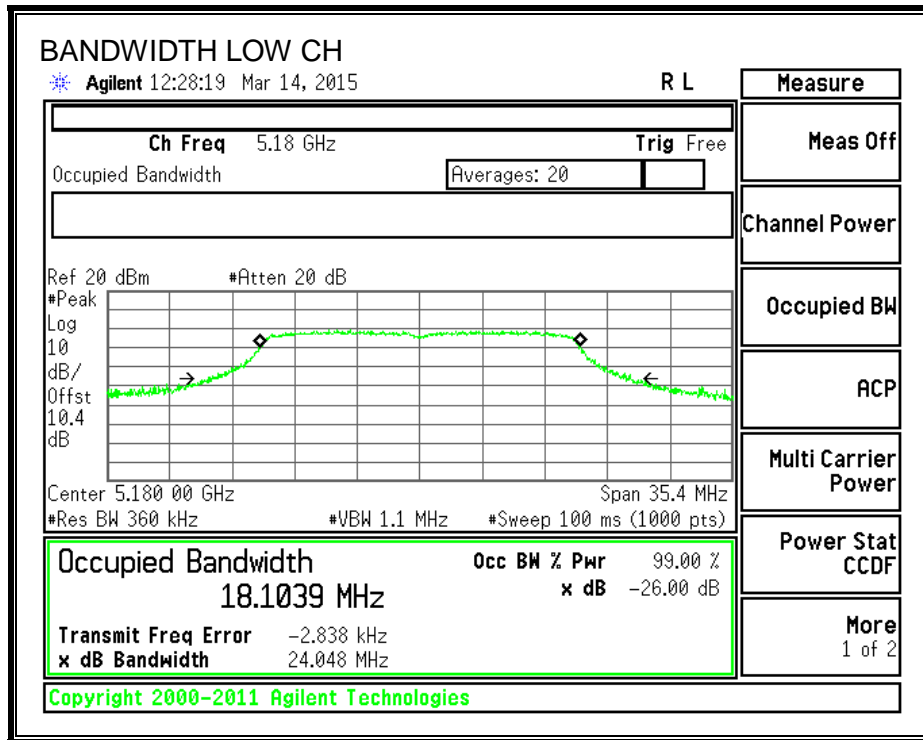 BANDWIDTH LOW CH
Agilent 12:28:19 Mar 14, 2015 R L
Measure
Ch Freq 5.18 GHz Trig Free
Meas Off
Occupied Bandwidth Averages: 20
Channel Power
Ref 20 dBm #Atten 20 dB
#Peak
Log
10
dB/
Offst
10.4
dB
Occupied BW
ACP
Center 5.180 00 GHz Span 35.4 MHz
#Res BW 360 kHz #VBW 1.1 MHz #Sweep 100 ms (1000 pts)
Multi Carrier
Power
Occupied Bandwidth Occ BW % Pwr 99.00 %
18.1039 MHz x dB -26.00 dB
Power Stat
CCDF
Transmit Freq Error -2.838 kHz
x dB Bandwidth 24.048 MHz
More
1 of 2
Copyright 2000-2011 Agilent Technologies